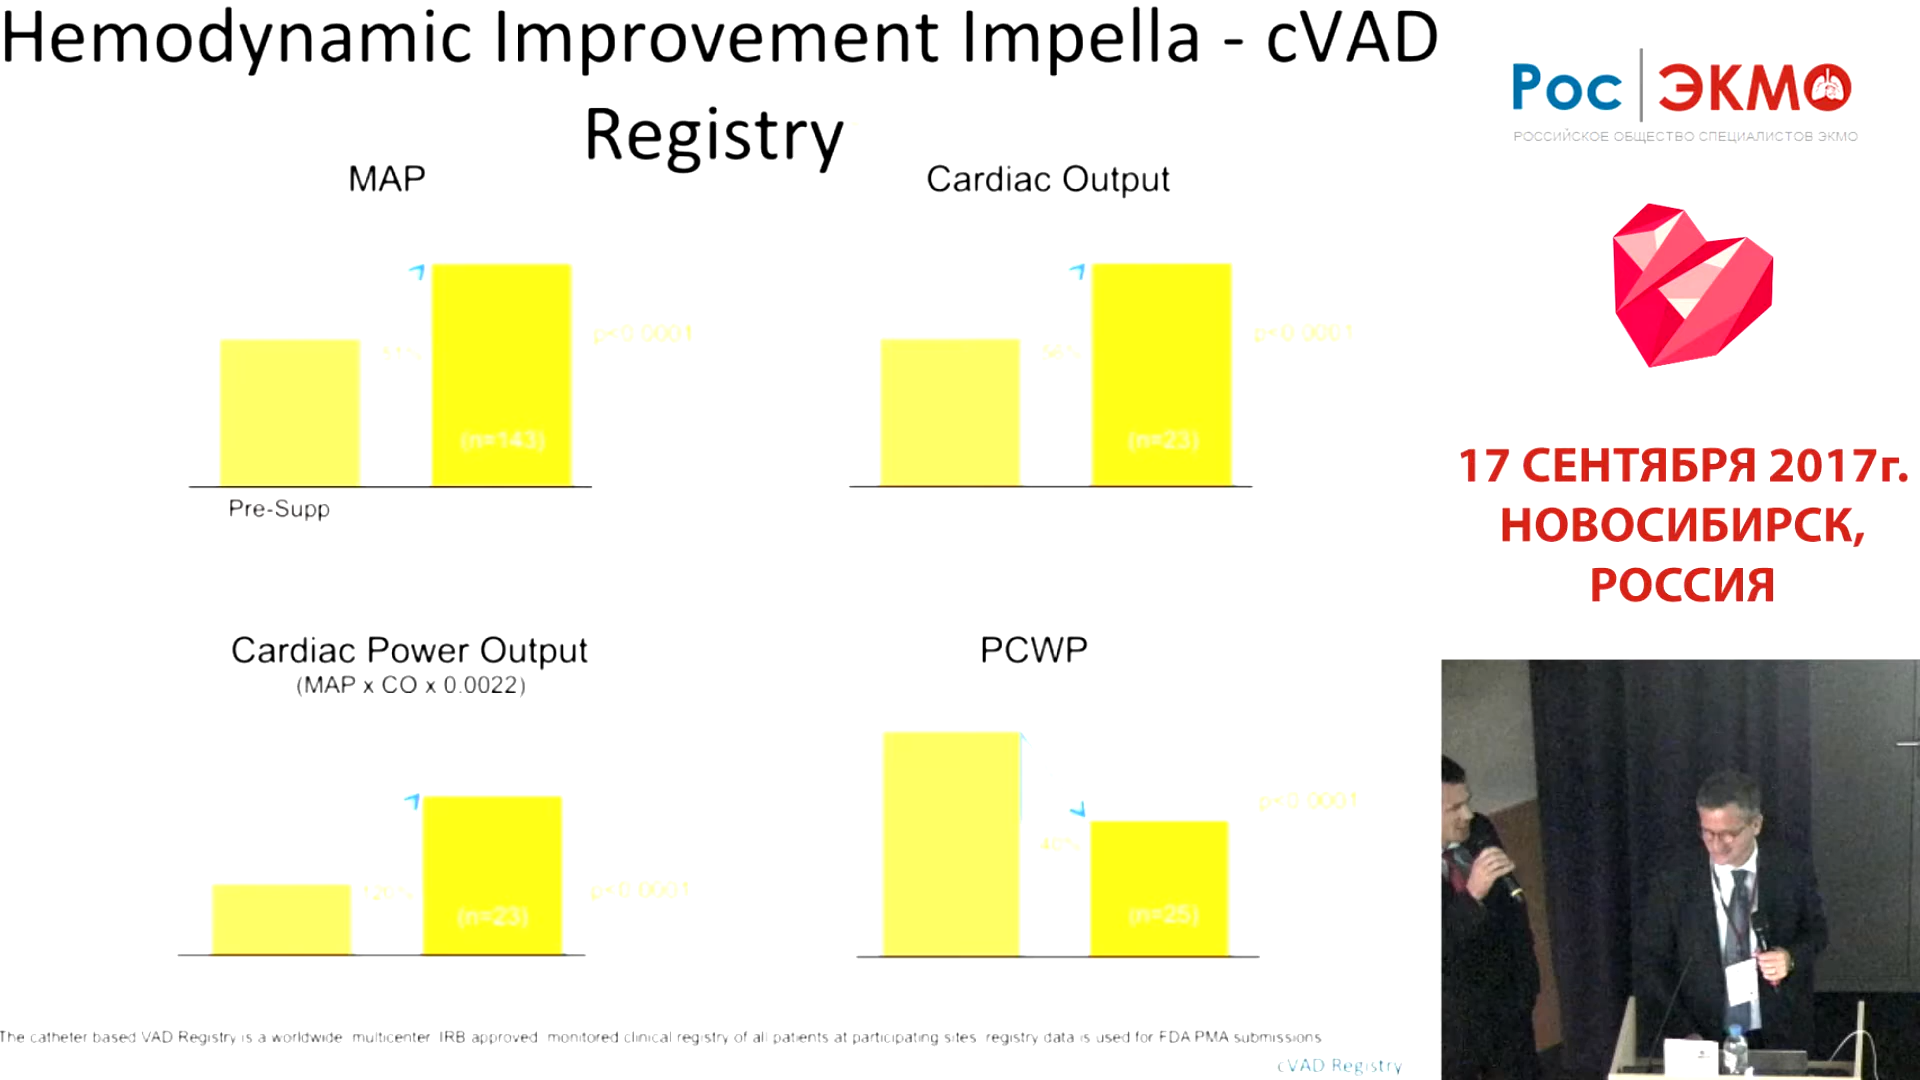 Hemodynamic Improvement Impella - cVAD
Registry
MAP
Cardiac Output
51%
p<0.0001
(n=143)
Pre-Supp
56%
p<0.0001
(n=23)
Cardiac Power Output
(MAP x CO x 0.0022)
120%
p<0.0001
(n=23)
PCWP
40%
p<0.0001
(n=25)
The catheter based VAD Registry is a worldwide multicenter IRB approved monitored clinical registry of all patients at participating sites registry data is used for FDA PMA submissions
cVAD Registry
Рос ЭКМО
РОССИЙСКОЕ ОБЩЕСТВО СПЕЦИАЛИСТОВ ЭКМО
17 СЕНТЯБРЯ 2017г.
НОВОСИБИРСК,
РОССИЯ